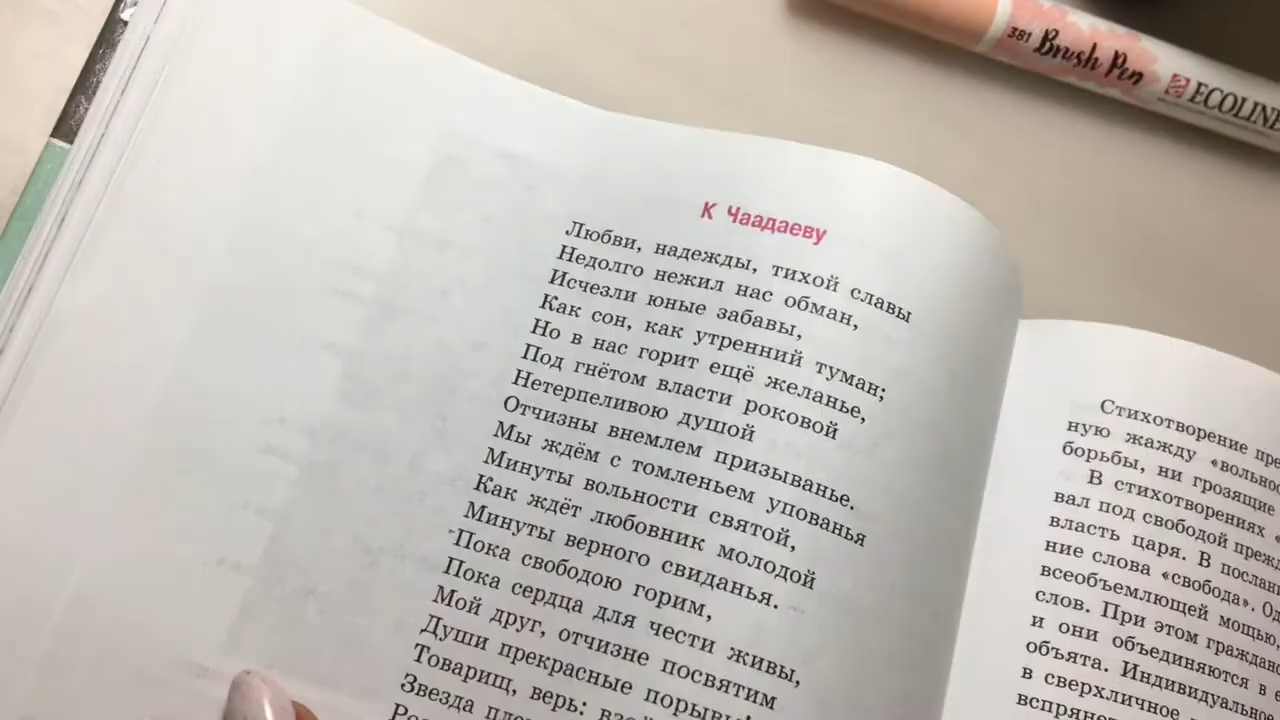 381 Brush Pen ECOLINE
К Чаадаеву
Любви, надежды, тихой славы
Недолго нежил нас обман,
Исчезли юные забавы,
Как сон, как утренний туман;
Но в нас горит ещё желанье,
Под гнётом власти роковой
Нетерпеливою душой
Отчизны внемлем призыванье.
Мы ждём с томленьем упованья
Минуты вольности святой,
Как ждёт любовник молодой
Минуты верного свиданья.
Пока свободою горим,
Пока сердца для чести живы,
Мой друг, отчизне посвятим
Души прекрасные порывы!
Товарищ, верь:
Звезда
Стихотворение
ную жажду
борьбы, ни грозящие
В стихотворениях
вал под свободой
власть царя. В
ние слова «свобода».
всеобъемлющей мощью,
слов. При этом
и они объединяются в
объята.
в сверхличное